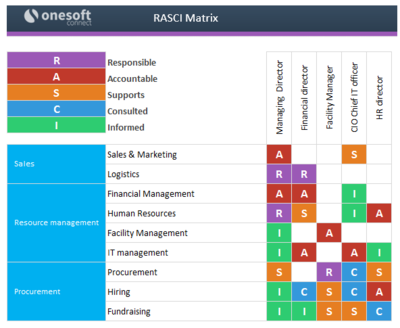 onesoft
connect
RASCI Matrix
R Responsible
A Accountable
S Supports
C Consulted
I Informed
Managing Director
Financial director
Facility Manager
CIO Chief IT officer
HR director
Sales
Sales & Marketing A S
Logistics R R
Resource management
Financial Management A A I
Human Resources R S I A
Facility Management I A
IT management I A A I
Procurement
Procurement S R C S
Hiring I C S C A
Fundraising I I S S C